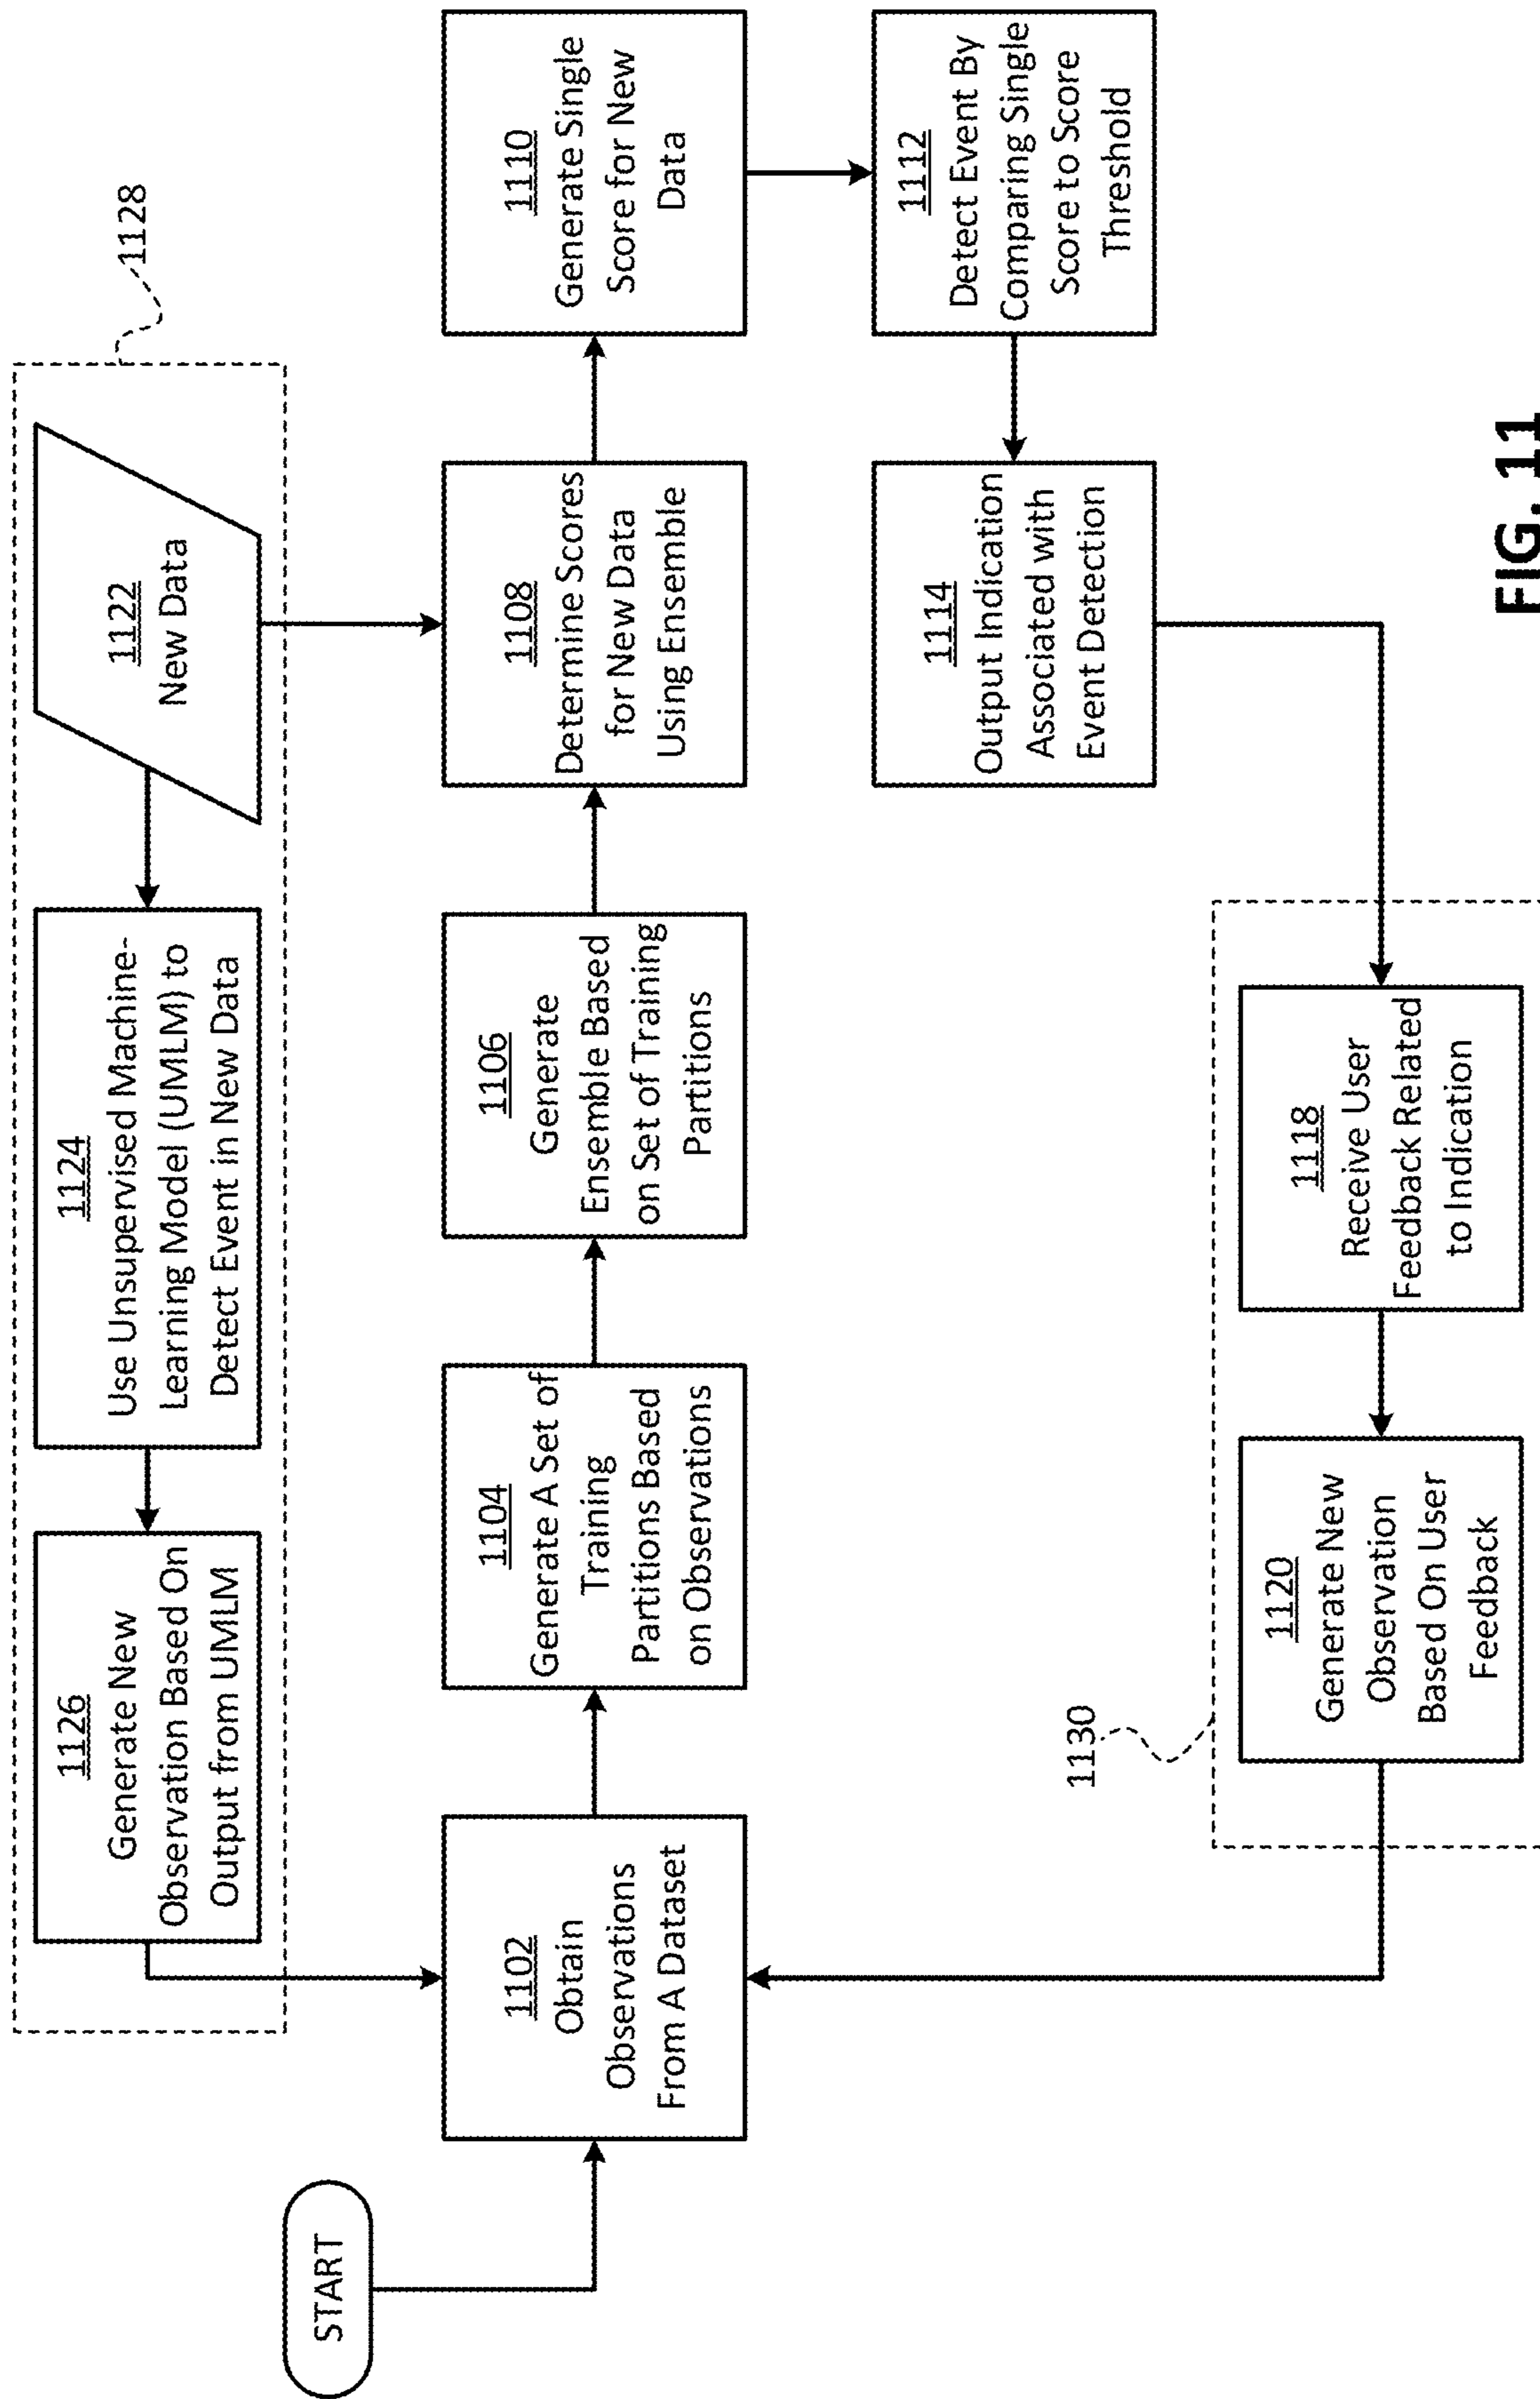 1126
Generate New
Observation Based On
Output from UMLM
1124
Use Unsupervised Machine-
Learning Model (UMLM) to
Detect Event in New Data
1122
New Data
1128
START
1102
Obtain
Observations
From A Dataset
1104
Generate A Set of
Training
Partitions Based
on Observations
1106
Generate
Ensemble Based
on Set of Training
Partitions
1108
Determine Scores
for New Data
Using Ensemble
1110
Generate Single
Score for New
Data
1114
Output Indication
Associated with
Event Detection
1112
Detect Event By
Comparing Single
Score to Score
Threshold
1130
1120
Generate New
Observation
Based On User
Feedback
1118
Receive User
Feedback Related
to Indication
FIG. 11